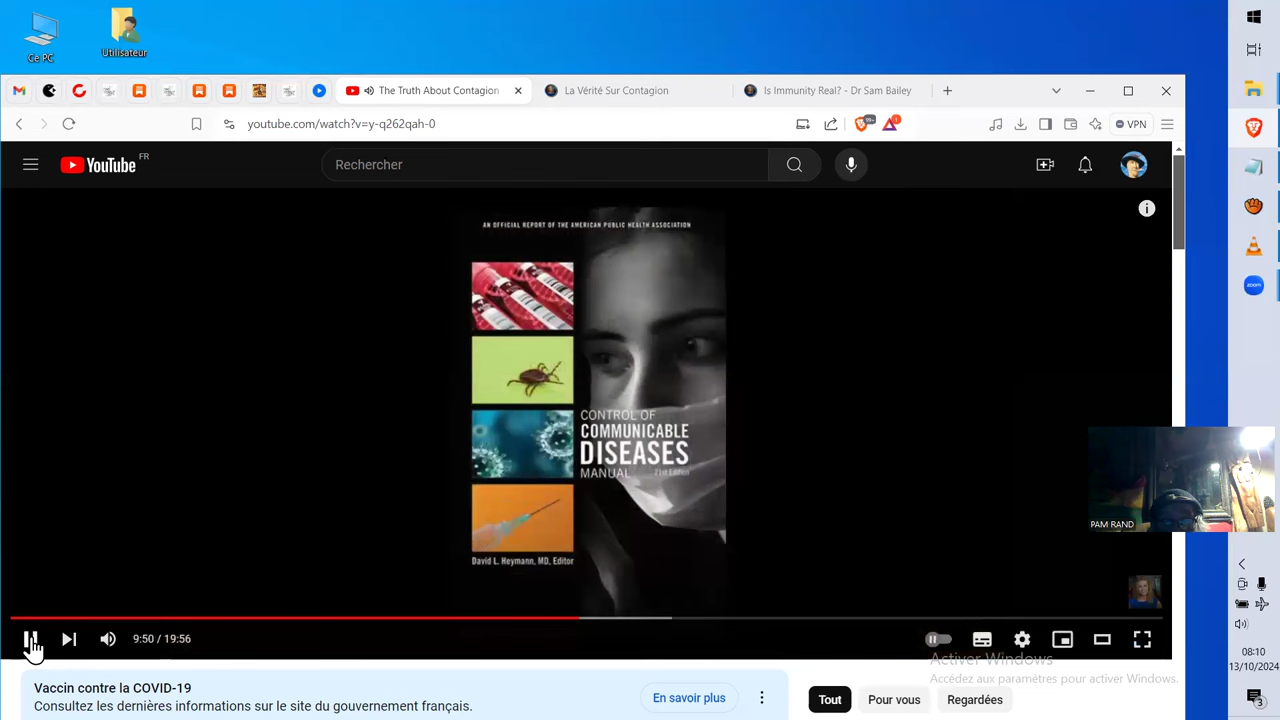 Ce PC
Utilisateur
The Truth About Contagion
La Vérité Sur Contagion
Is Immunity Real? - Dr Sam Bailey
youtube.com/watch?v=y-q262qah-0
99+
1
VPN
YouTube FR
Rechercher
AN OFFICIAL REPORT OF THE AMERICAN PUBLIC HEALTH ASSOCIATION
CONTROL OF
COMMUNICABLE
DISEASES
MANUAL 21st Edition
David L. Heymann, MD, Editor
PAM RAND
zoom
9:50 / 19:56
Activer Windows
Accédez aux paramètres pour activer Windows.
Vaccin contre la COVID-19
Consultez les dernières informations sur le site du gouvernement français.
En savoir plus
Tout
Pour vous
Regardées
08:10
13/10/2024
3